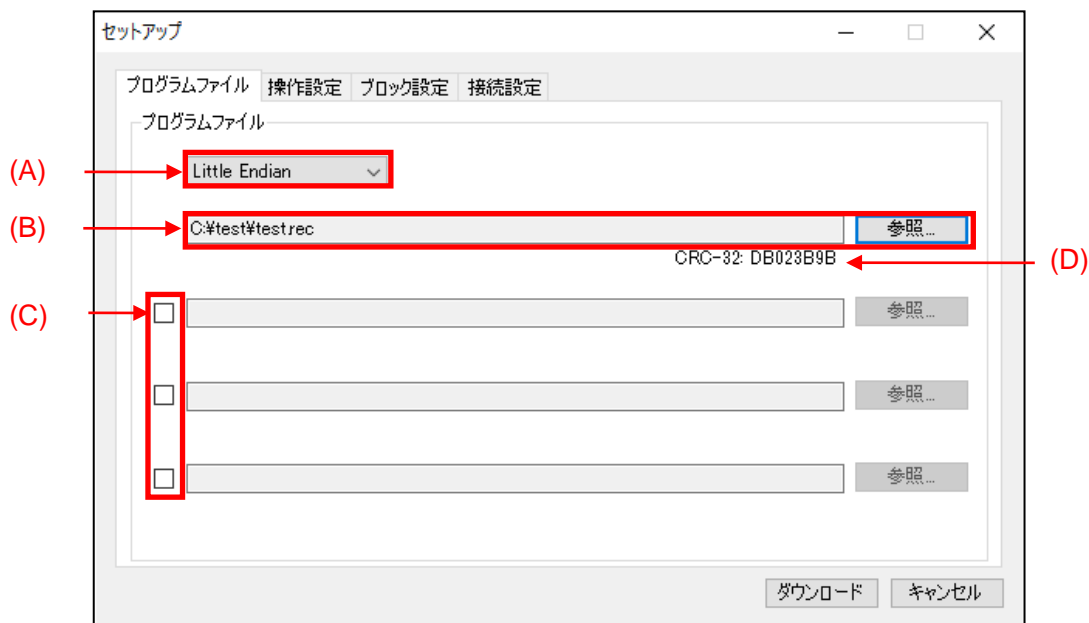 セットアップ
プログラムファイル 操作設定 ブロック設定 接続設定
プログラムファイル
(A) Little Endian
(B) C:¥test¥test.rec 参照...
CRC-32: DB023B9B (D)
(C) 参照...
参照...
参照...
ダウンロード キャンセル